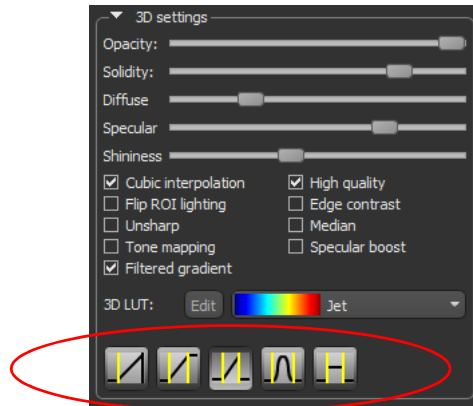 3D settings
Opacity:
Solidity:
Diffuse
Specular
Shininess
Cubic interpolation High quality
Flip ROI lighting Edge contrast
Unsharp Median
Tone mapping Specular boost
Filtered gradient
3D LUT: Edit Jet